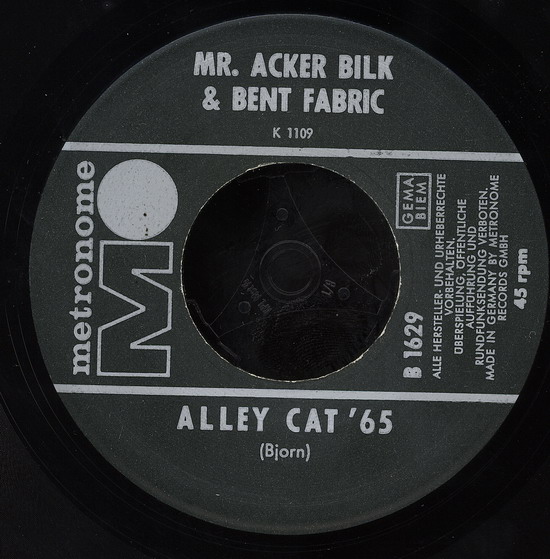 MR. ACKER BILK
& BENT FABRIC
K 1109
metronome
M
GEMA
BIEM
B 1629
ALLE HERSTELLER- UND URHEBERRECHTE
VORBEHALTEN.
ÜBERSPIELUNG, ÖFFENTLICHE
AUFFÜHRUNG UND
RUNDFUNKSENDUNG VERBOTEN.
MADE IN GERMANY BY METRONOME
RECORDS GMBH
45 rpm
ALLEY CAT '65
(Bjorn)